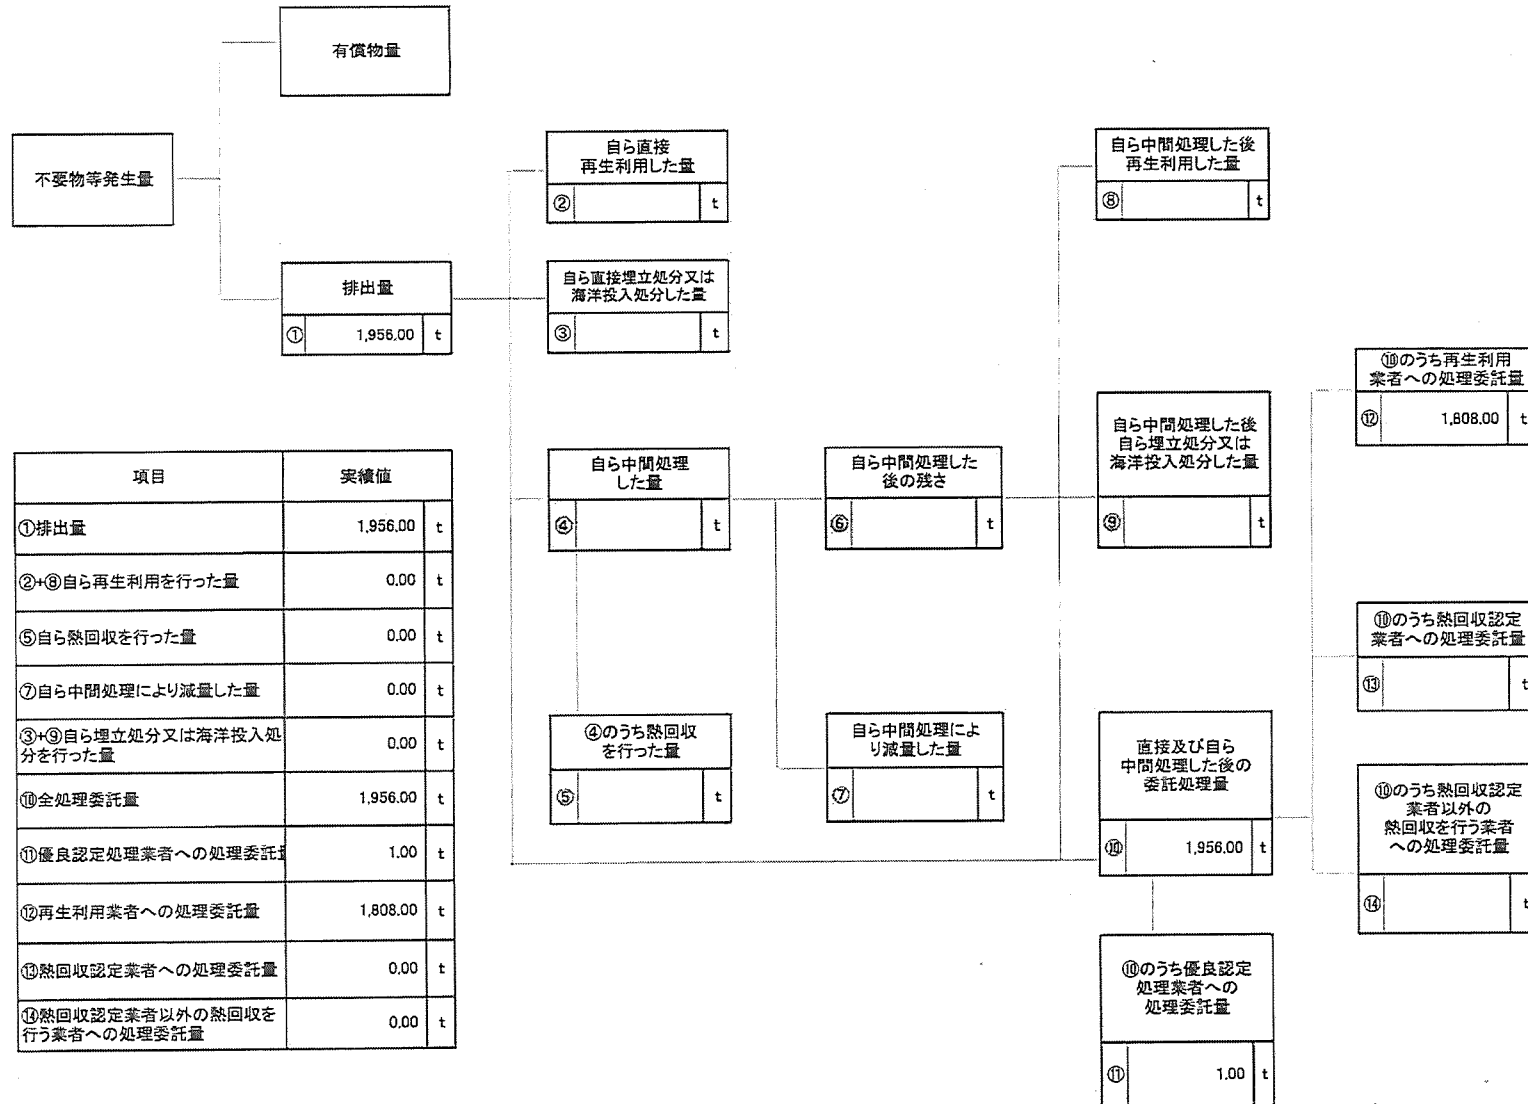 有償物量
不要物等発生量
排出量
① 1,956.00 t
自ら直接
再生利用した量
② t
自ら直接埋立処分又は
海洋投入処分した量
③ t
自ら中間処理
した量
④ t
④のうち熱回収
を行った量
⑤ t
自ら中間処理した
後の残さ
⑥ t
自ら中間処理によ
り減量した量
⑦ t
自ら中間処理した後
再生利用した量
⑧ t
自ら中間処理した後
自ら埋立処分又は
海洋投入処分した量
⑨ t
直接及び自ら
中間処理した後の
委託処理量
⑩ 1,956.00 t
⑩のうち優良認定
処理業者への
処理委託量
⑪ 1.00 t
⑩のうち再生利用
業者への処理委託量
⑫ 1,808.00 t
⑩のうち熱回収認定
業者への処理委託量
⑬ t
⑩のうち熱回収認定
業者以外の
熱回収を行う業者
への処理委託量
⑭ t
項目 実績値
①排出量 1,956.00 t
②+⑧自ら再生利用を行った量 0.00 t
⑤自ら熱回収を行った量 0.00 t
⑦自ら中間処理により減量した量 0.00 t
③+⑨自ら埋立処分又は海洋投入処
分を行った量 0.00 t
⑩全処理委託量 1,956.00 t
⑪優良認定処理業者への処理委託 1.00 t
⑫再生利用業者への処理委託量 1,808.00 t
⑬熱回収認定業者への処理委託量 0.00 t
⑭熱回収認定業者以外の熱回収を
行う業者への処理委託量 0.00 t